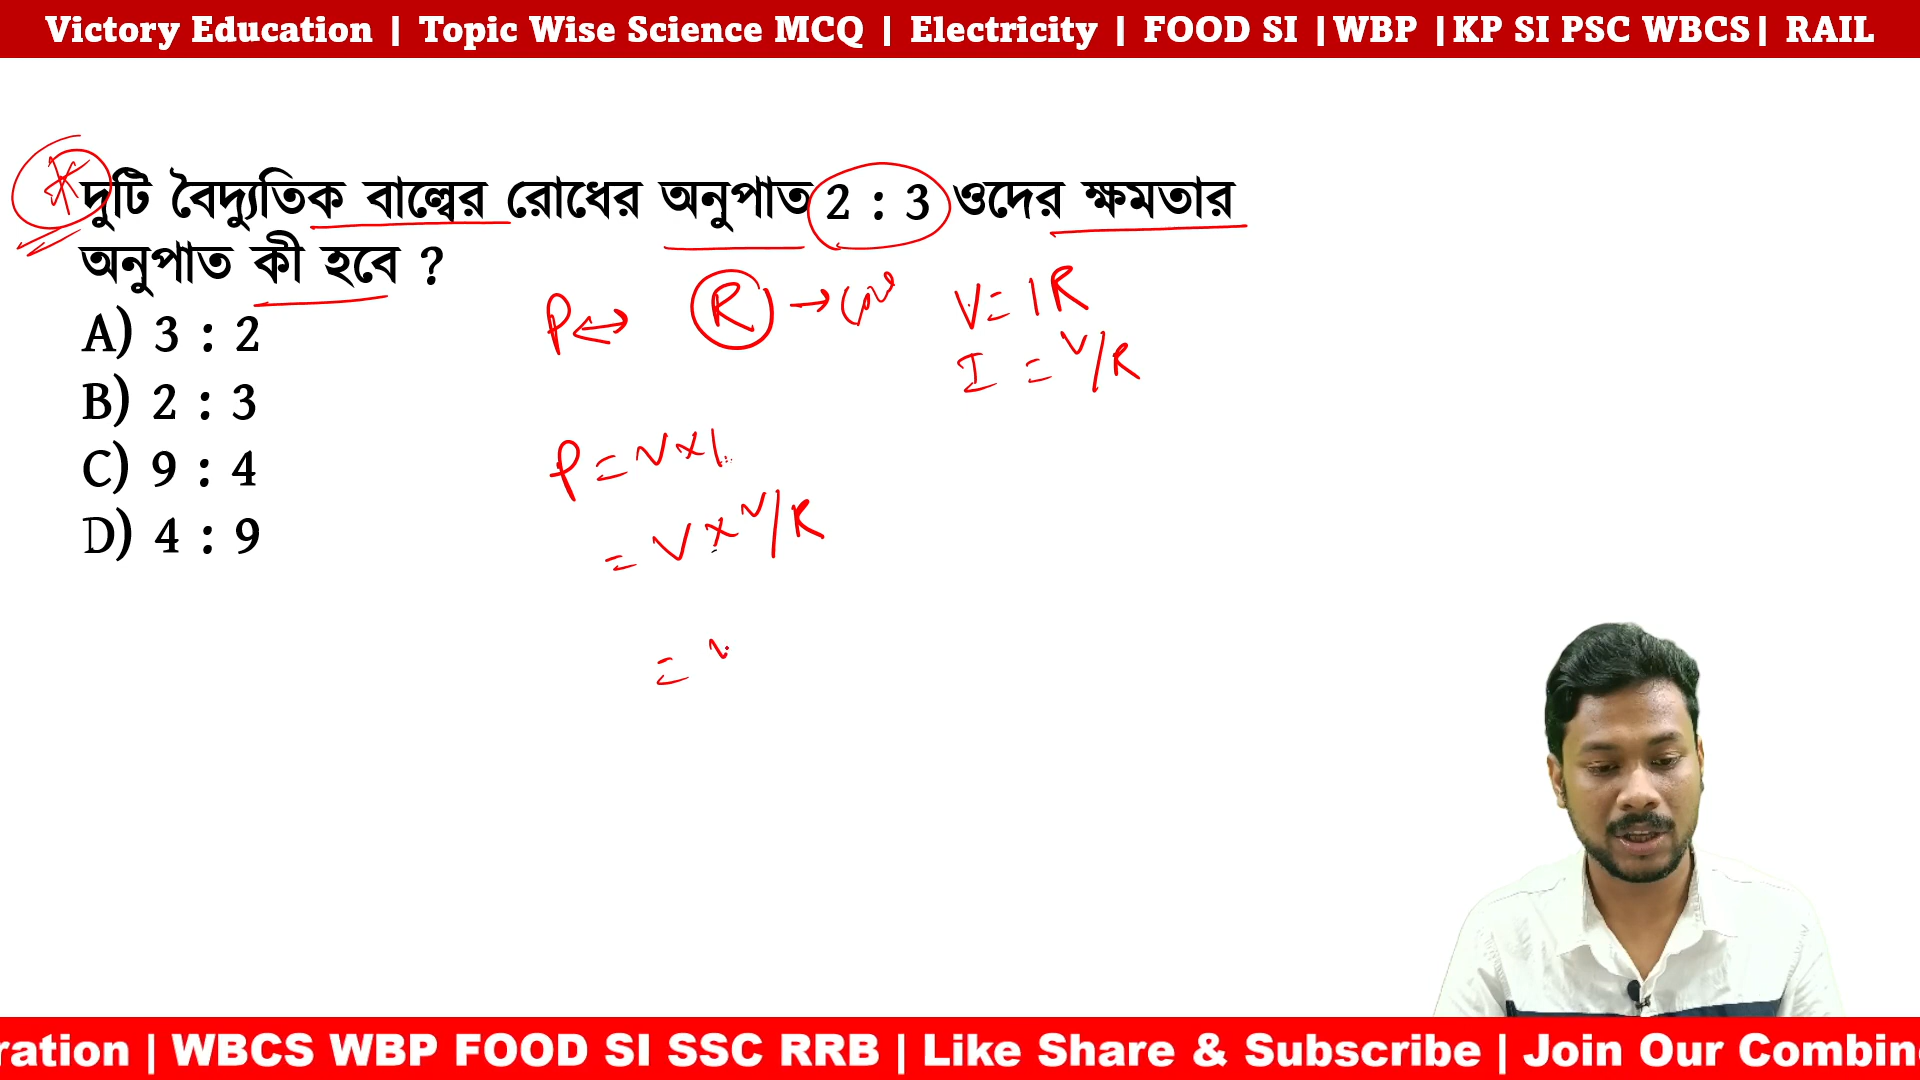 Victory Education | Topic Wise Science MCQ | Electricity | FOOD SI |WBP |KP SI PSC WBCS| RAIL
দুটি বৈদ্যুতিক বাল্বের রোধের অনুপাত 2 : 3 ওদের ক্ষমতার
অনুপাত কী হবে ?
A) 3 : 2
B) 2 : 3
C) 9 : 4
D) 4 : 9
P ↔ R →
V = IR
I = V/R
P = V × I
= V × V/R
=
ration | WBCS WBP FOOD SI SSC RRB | Like Share & Subscribe | Join Our Combin